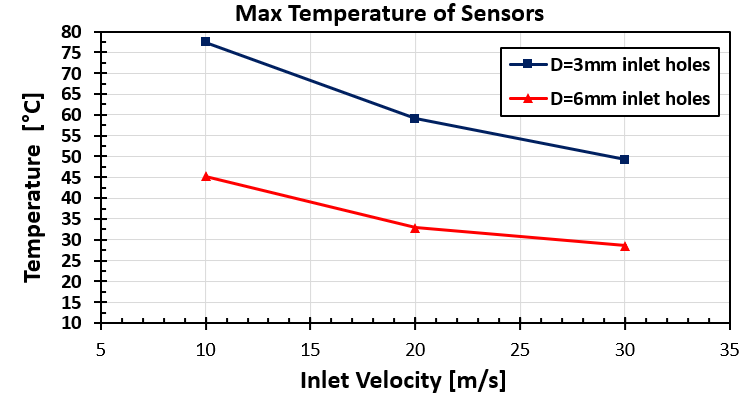 Max Temperature of Sensors
80
75
70
65
60
55
50
45
40
35
30
25
20
15
10
Temperature [°C]
D=3mm inlet holes
D=6mm inlet holes
5 10 15 20 25 30 35
Inlet Velocity [m/s]